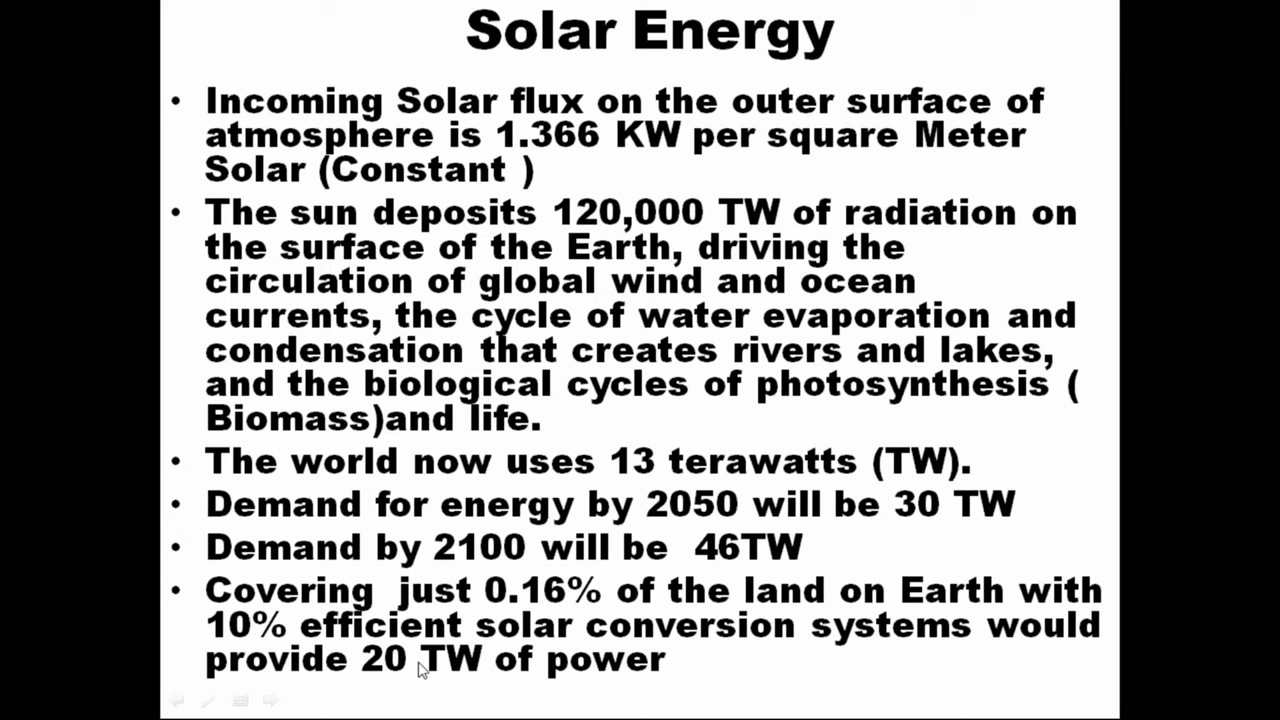 Solar Energy
• Incoming Solar flux on the outer surface of
atmosphere is 1.366 KW per square Meter
Solar (Constant )
• The sun deposits 120,000 TW of radiation on
the surface of the Earth, driving the
circulation of global wind and ocean
currents, the cycle of water evaporation and
condensation that creates rivers and lakes,
and the biological cycles of photosynthesis (
Biomass)and life.
• The world now uses 13 terawatts (TW).
• Demand for energy by 2050 will be 30 TW
• Demand by 2100 will be 46TW
• Covering just 0.16% of the land on Earth with
10% efficient solar conversion systems would
provide 20 TW of power